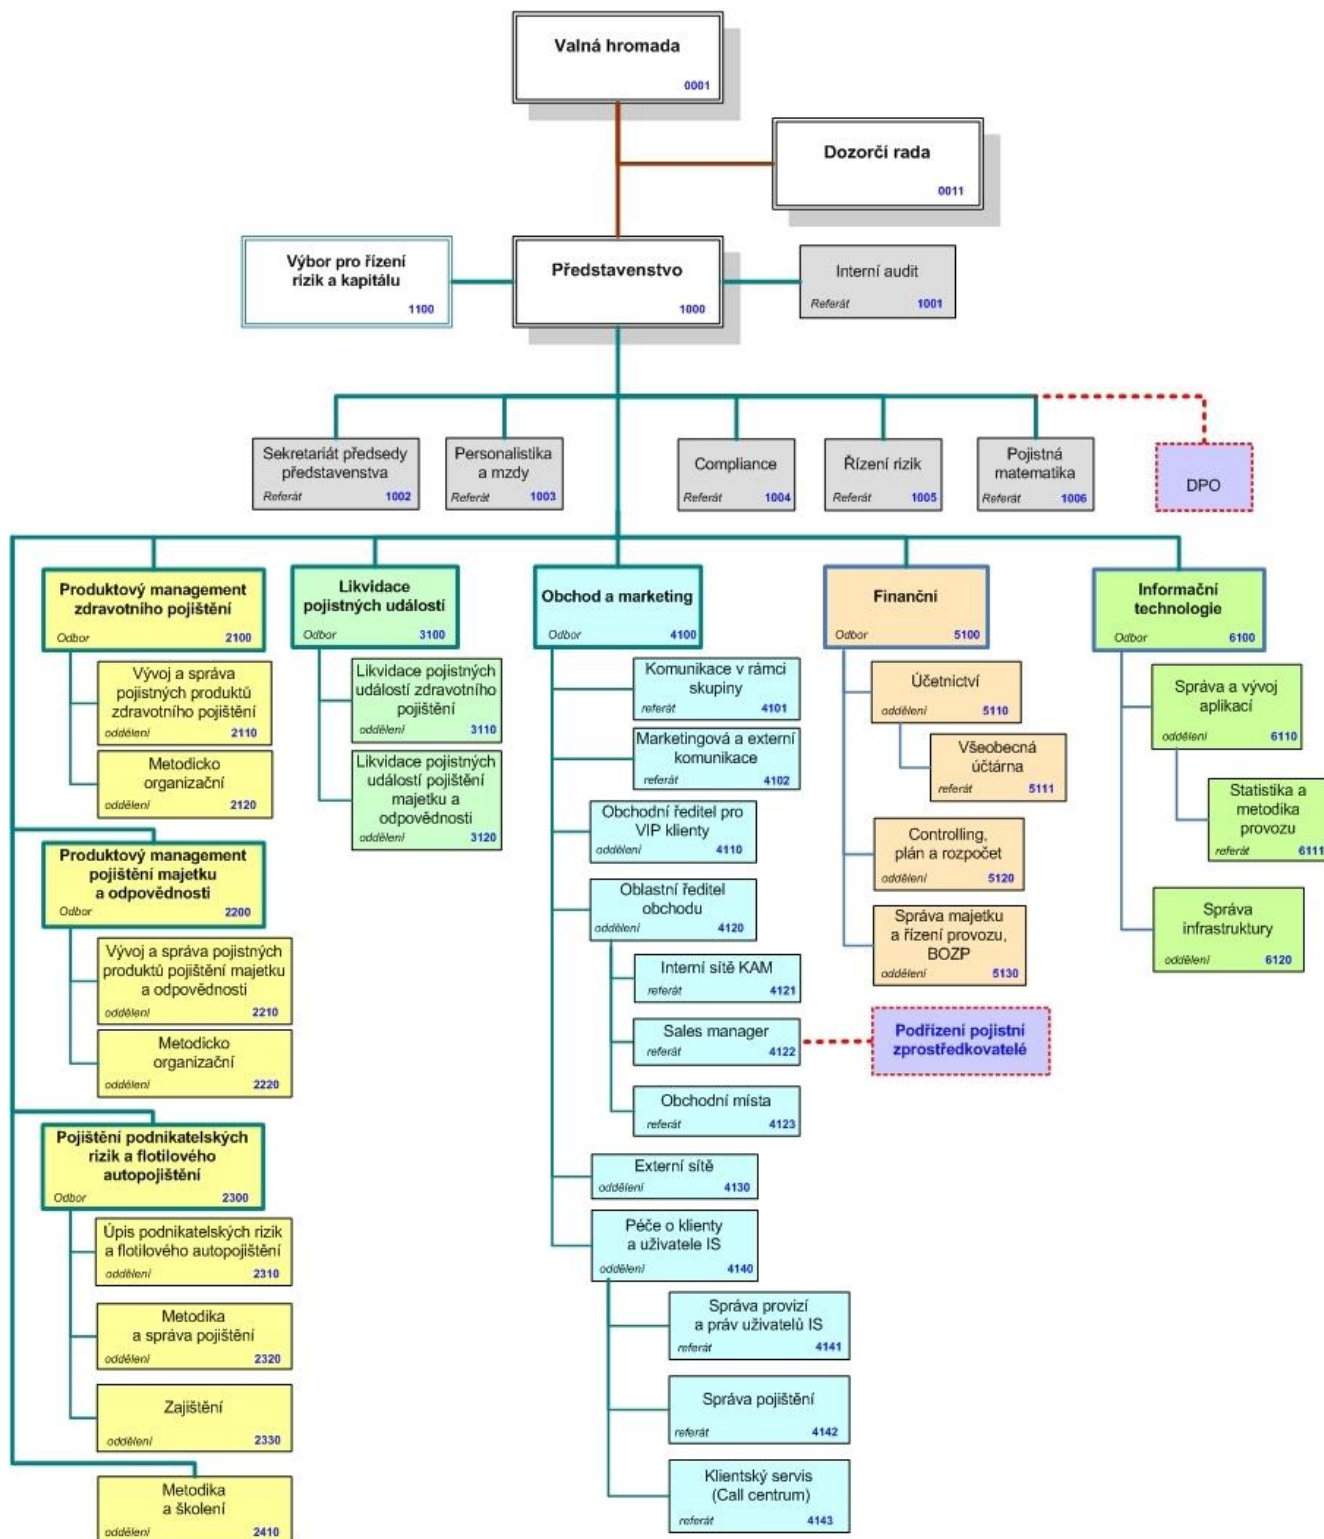 Valná hromada
0001
Dozorčí rada
0011
Výbor pro řízení
rizik a kapitálu
1100
Představenstvo
1000
Interní audit
Referát 1001
Sekretariát předsedy
představenstva
Referát 1002
Personalistika
a mzdy
Referát 1003
Compliance
Referát 1004
Řízení rizik
Referát 1005
Pojistná
matematika
Referát 1006
DPO
Produktový management
zdravotního pojištění
Odbor 2100
Vývoj a správa
pojistných produktů
zdravotního pojištění
oddělení 2110
Metodicko
organizační
oddělení 2120
Produktový management
pojištění majetku
a odpovědnosti
Odbor 2200
Vývoj a správa pojistných
produktů pojištění majetku
a odpovědnosti
oddělení 2210
Metodicko
organizační
oddělení 2220
Pojištění podnikatelských
rizik a flotilového
autopojištění
Odbor 2300
Úpis podnikatelských rizik
a flotilového autopojištění
oddělení 2310
Metodika
a správa pojištění
oddělení 2320
Zajištění
oddělení 2330
Metodika
a školení
oddělení 2410
Likvidace
pojistných událostí
Odbor 3100
Likvidace pojistných
událostí zdravotního
pojištění
oddělení 3110
Likvidace pojistných
událostí pojištění
majetku a
odpovědnosti
oddělení 3120
Obchod a marketing
Odbor 4100
Komunikace v rámci
skupiny
referát 4101
Marketingová a externí
komunikace
referát 4102
Obchodní ředitel pro
VIP klienty
oddělení 4110
Oblastní ředitel
obchodu
oddělení 4120
Interní sítě KAM
referát 4121
Sales manager
referát 4122
Podřízení pojistní
zprostředkovatelé
Obchodní místa
referát 4123
Externí sítě
oddělení 4130
Péče o klienty
a uživatele IS
oddělení 4140
Správa provizí
a práv uživatelů IS
referát 4141
Správa pojištění
referát 4142
Klientský servis
(Call centrum)
referát 4143
Finanční
Odbor 5100
Účetnictví
oddělení 5110
Všeobecná
účtárna
referát 5111
Controlling,
plán a rozpočet
oddělení 5120
Správa majetku
a řízení provozu,
BOZP
oddělení 5130
Informační
technologie
Odbor 6100
Správa a vývoj
aplikací
oddělení 6110
Statistika a
metodika
provozu
referát 6111
Správa
infrastruktury
oddělení 6120